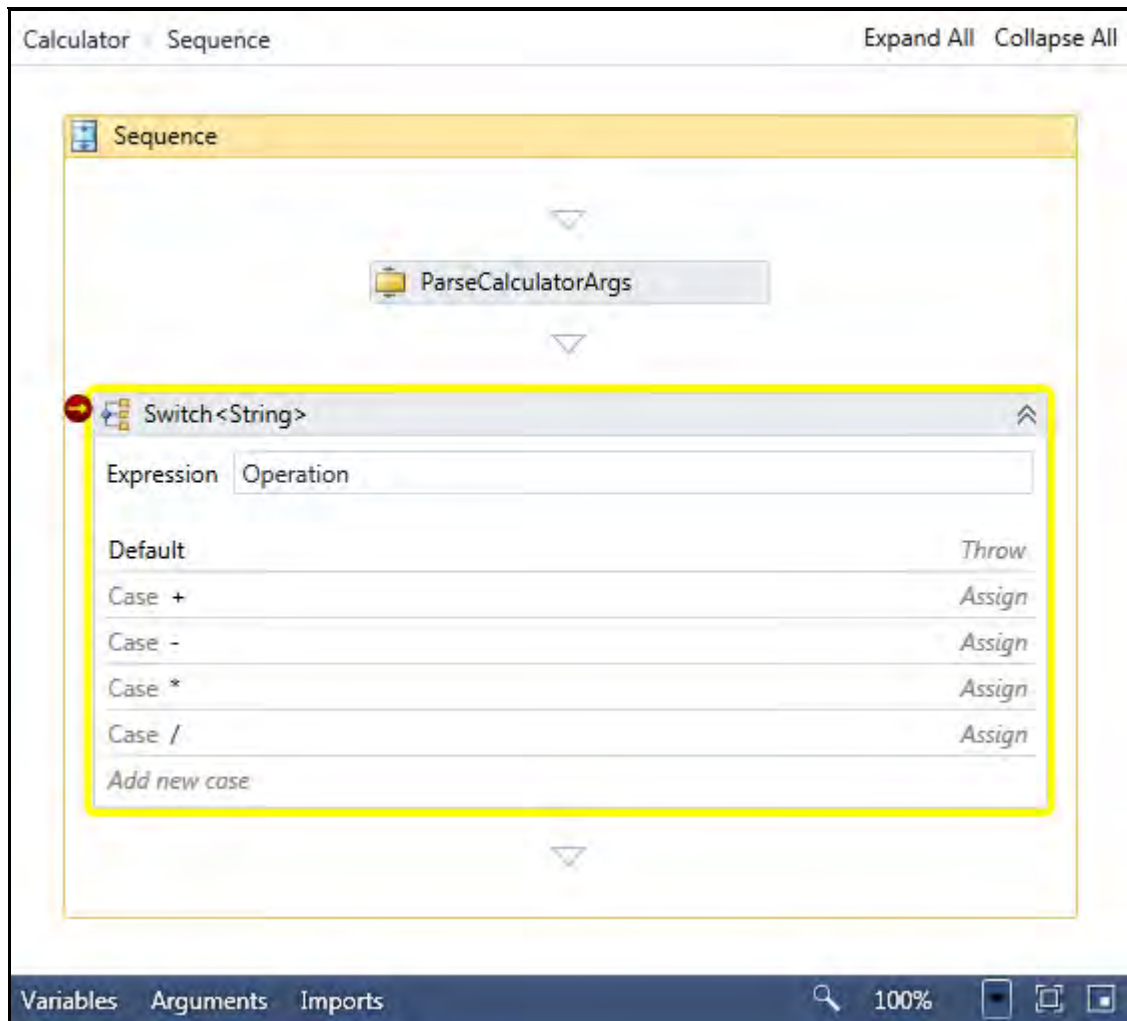 Calculator Sequence Expand All Collapse All
Sequence
ParseCalculatorArgs
Switch<String>
Expression Operation
Default Throw
Case + Assign
Case - Assign
Case * Assign
Case / Assign
Add new case
Variables Arguments Imports 100%